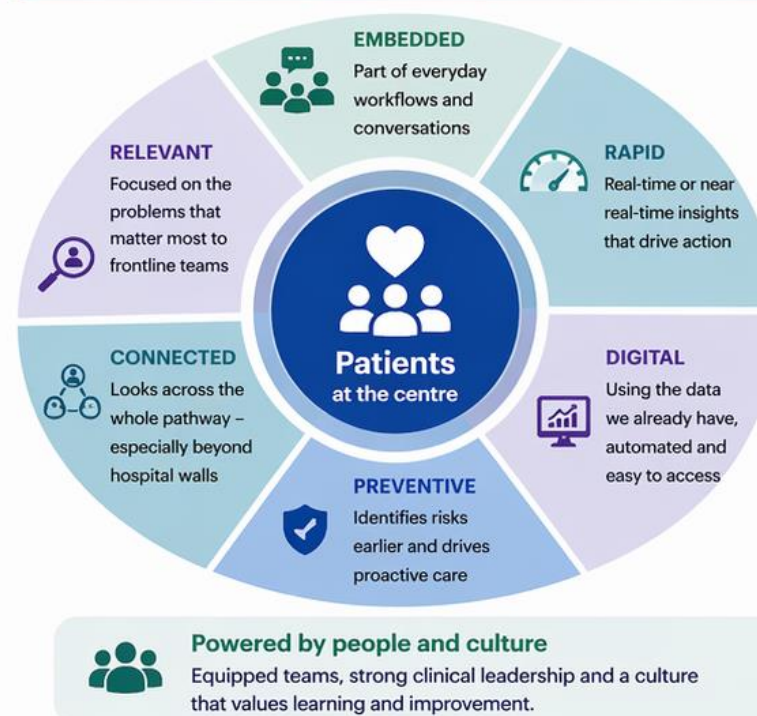 EMBEDDED
Part of everyday
workflows and
conversations
RAPID
Real-time or near
real-time insights
that drive action
DIGITAL
Using the data
we already have,
automated and
easy to access
PREVENTIVE
Identifies risks
earlier and drives
proactive care
CONNECTED
Looks across the
whole pathway –
especially beyond
hospital walls
RELEVANT
Focused on the
problems that
matter most to
frontline teams
Patients
at the centre
Powered by people and culture
Equipped teams, strong clinical leadership and a culture
that values learning and improvement.